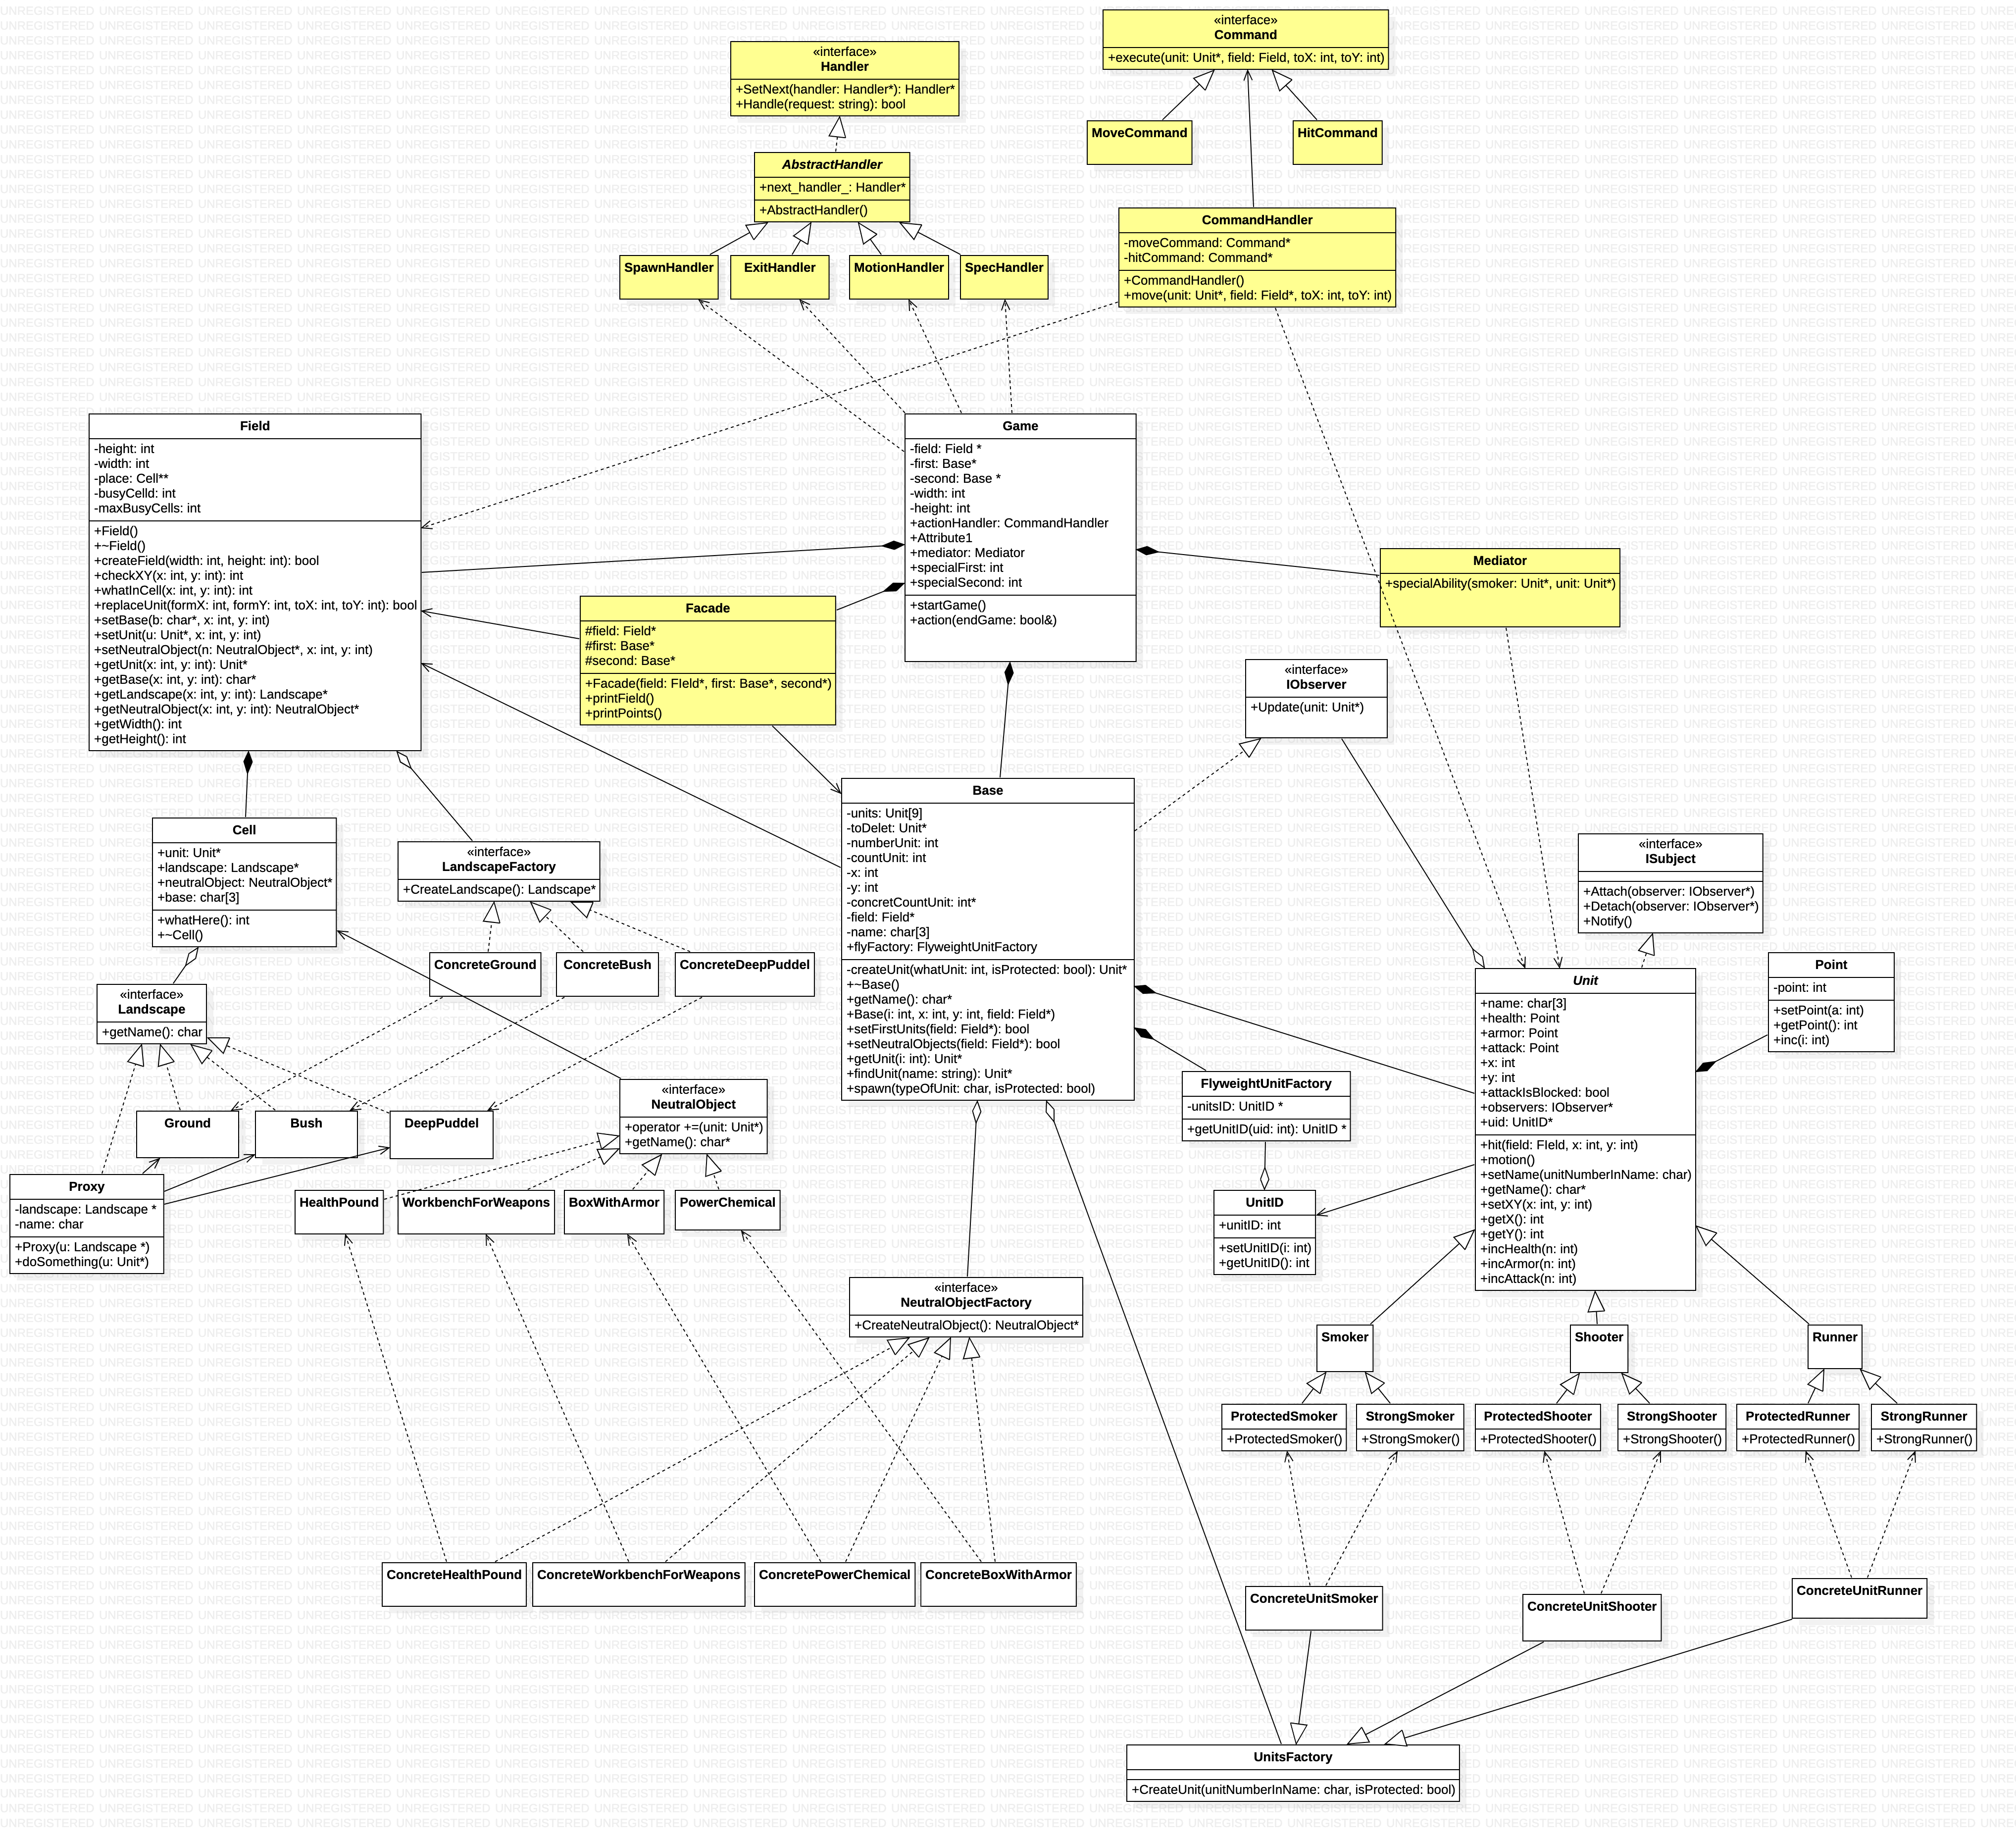 «interface»
Command
+execute(unit: Unit*, field: Field, toX: int, toY: int)
«interface»
Handler
+SetNext(handler: Handler*): Handler*
+Handle(request: string): bool
MoveCommand
HitCommand
AbstractHandler
+next_handler_: Handler*
+AbstractHandler()
CommandHandler
-moveCommand: Command*
-hitCommand: Command*
+CommandHandler()
+move(unit: Unit*, field: Field*, toX: int, toY: int)
SpawnHandler
ExitHandler
MotionHandler
SpecHandler
Field
-height: int
-width: int
-place: Cell**
-busyCelld: int
-maxBusyCells: int
+Field()
+~Field()
+createField(width: int, height: int): bool
+checkXY(x: int, y: int): int
+whatInCell(x: int, y: int): int
+replaceUnit(formX: int, formY: int, toX: int, toY: int): bool
+setBase(b: char*, x: int, y: int)
+setUnit(u: Unit*, x: int, y: int)
+setNeutralObject(n: NeutralObject*, x: int, y: int)
+getUnit(x: int, y: int): Unit*
+getBase(x: int, y: int): char*
+getLandscape(x: int, y: int): Landscape*
+getNeutralObject(x: int, y: int): NeutralObject*
+getWidth(): int
+getHeight(): int
Game
-field: Field *
-first: Base*
-second: Base *
-width: int
-height: int
+actionHandler: CommandHandler
+Attribute1
+mediator: Mediator
+specialFirst: int
+specialSecond: int
+startGame()
+action(endGame: bool&)
Mediator
+specialAbility(smoker: Unit*, unit: Unit*)
Facade
#field: Field*
#first: Base*
#second: Base*
+Facade(field: FIeld*, first: Base*, second*)
+printField()
+printPoints()
«interface»
IObserver
+Update(unit: Unit*)
Base
-units: Unit[9]
-toDelet: Unit*
-numberUnit: int
-countUnit: int
-x: int
-y: int
-concretCountUnit: int*
-field: Field*
-name: char[3]
+flyFactory: FlyweightUnitFactory
-createUnit(whatUnit: int, isProtected: bool): Unit*
+~Base()
+getName(): char*
+Base(i: int, x: int, y: int, field: Field*)
+setFirstUnits(field: Field*): bool
+setNeutralObjects(field: Field*): bool
+getUnit(i: int): Unit*
+findUnit(name: string): Unit*
+spawn(typeOfUnit: char, isProtected: bool)
Cell
+unit: Unit*
+landscape: Landscape*
+neutralObject: NeutralObject*
+base: char[3]
+whatHere(): int
+~Cell()
«interface»
LandscapeFactory
+CreateLandscape(): Landscape*
«interface»
ISubject
+Attach(observer: IObserver*)
+Detach(observer: IObserver*)
+Notify()
ConcreteGround
ConcreteBush
ConcreteDeepPuddel
Point
-point: int
+setPoint(a: int)
+getPoint(): int
+inc(i: int)
Unit
+name: char[3]
+health: Point
+armor: Point
+attack: Point
+x: int
+y: int
+attackIsBlocked: bool
+observers: IObserver*
+uid: UnitID*
+hit(field: FIeld, x: int, y: int)
+motion()
+setName(unitNumberInName: char)
+getName(): char*
+setXY(x: int, y: int)
+getX(): int
+getY(): int
+incHealth(n: int)
+incArmor(n: int)
+incAttack(n: int)
«interface»
Landscape
+getName(): char
FlyweightUnitFactory
-unitsID: UnitID *
+getUnitID(uid: int): UnitID *
«interface»
NeutralObject
+operator +=(unit: Unit*)
+getName(): char*
Ground
Bush
DeepPuddel
Proxy
-landscape: Landscape *
-name: char
+Proxy(u: Landscape *)
+doSomething(u: Unit*)
HealthPound
WorkbenchForWeapons
BoxWithArmor
PowerChemical
UnitID
+unitID: int
+setUnitID(i: int)
+getUnitID(): int
«interface»
NeutralObjectFactory
+CreateNeutralObject(): NeutralObject*
Smoker
Shooter
Runner
ProtectedSmoker
+ProtectedSmoker()
StrongSmoker
+StrongSmoker()
ProtectedShooter
+ProtectedShooter()
StrongShooter
+StrongShooter()
ProtectedRunner
+ProtectedRunner()
StrongRunner
+StrongRunner()
ConcreteHealthPound
ConcreteWorkbenchForWeapons
ConcretePowerChemical
ConcreteBoxWithArmor
ConcreteUnitSmoker
ConcreteUnitShooter
ConcreteUnitRunner
UnitsFactory
+CreateUnit(unitNumberInName: char, isProtected: bool)